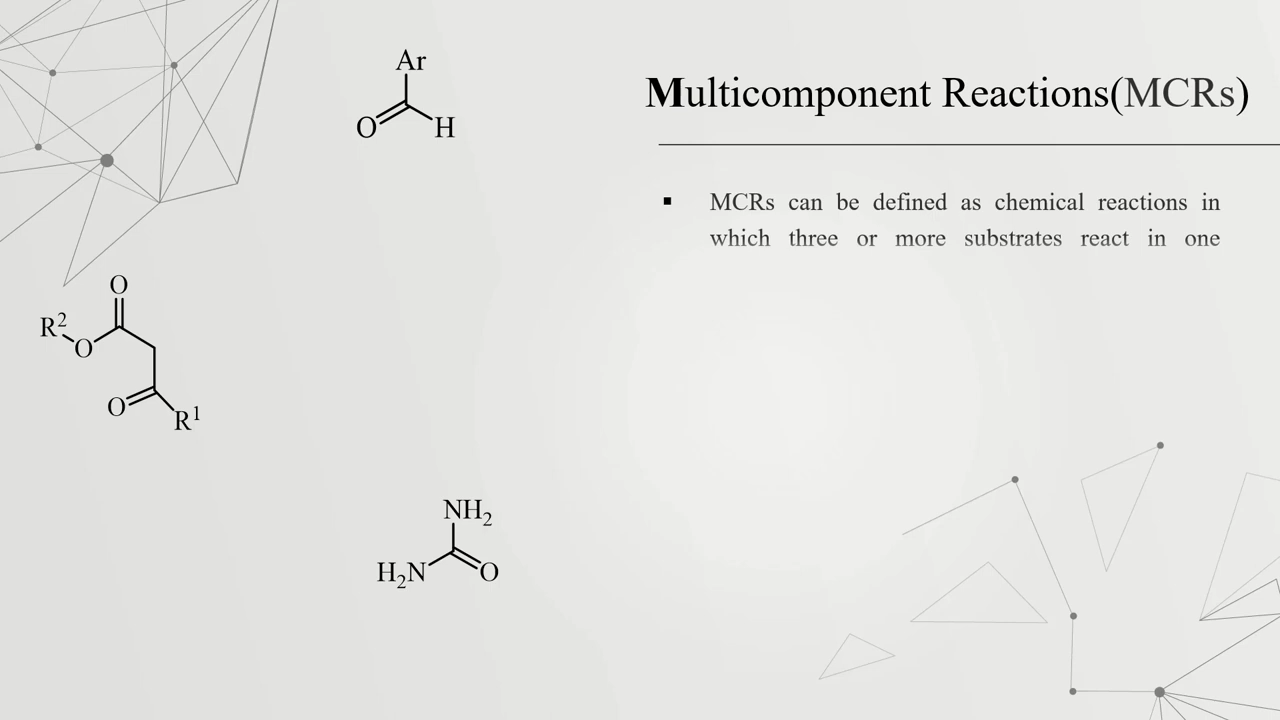 Multicomponent Reactions(MCRs)
▪ MCRs can be defined as chemical reactions in
which three or more substrates react in one
Ar
O
H
O
R²
O
O
R¹
NH₂
H₂N
O